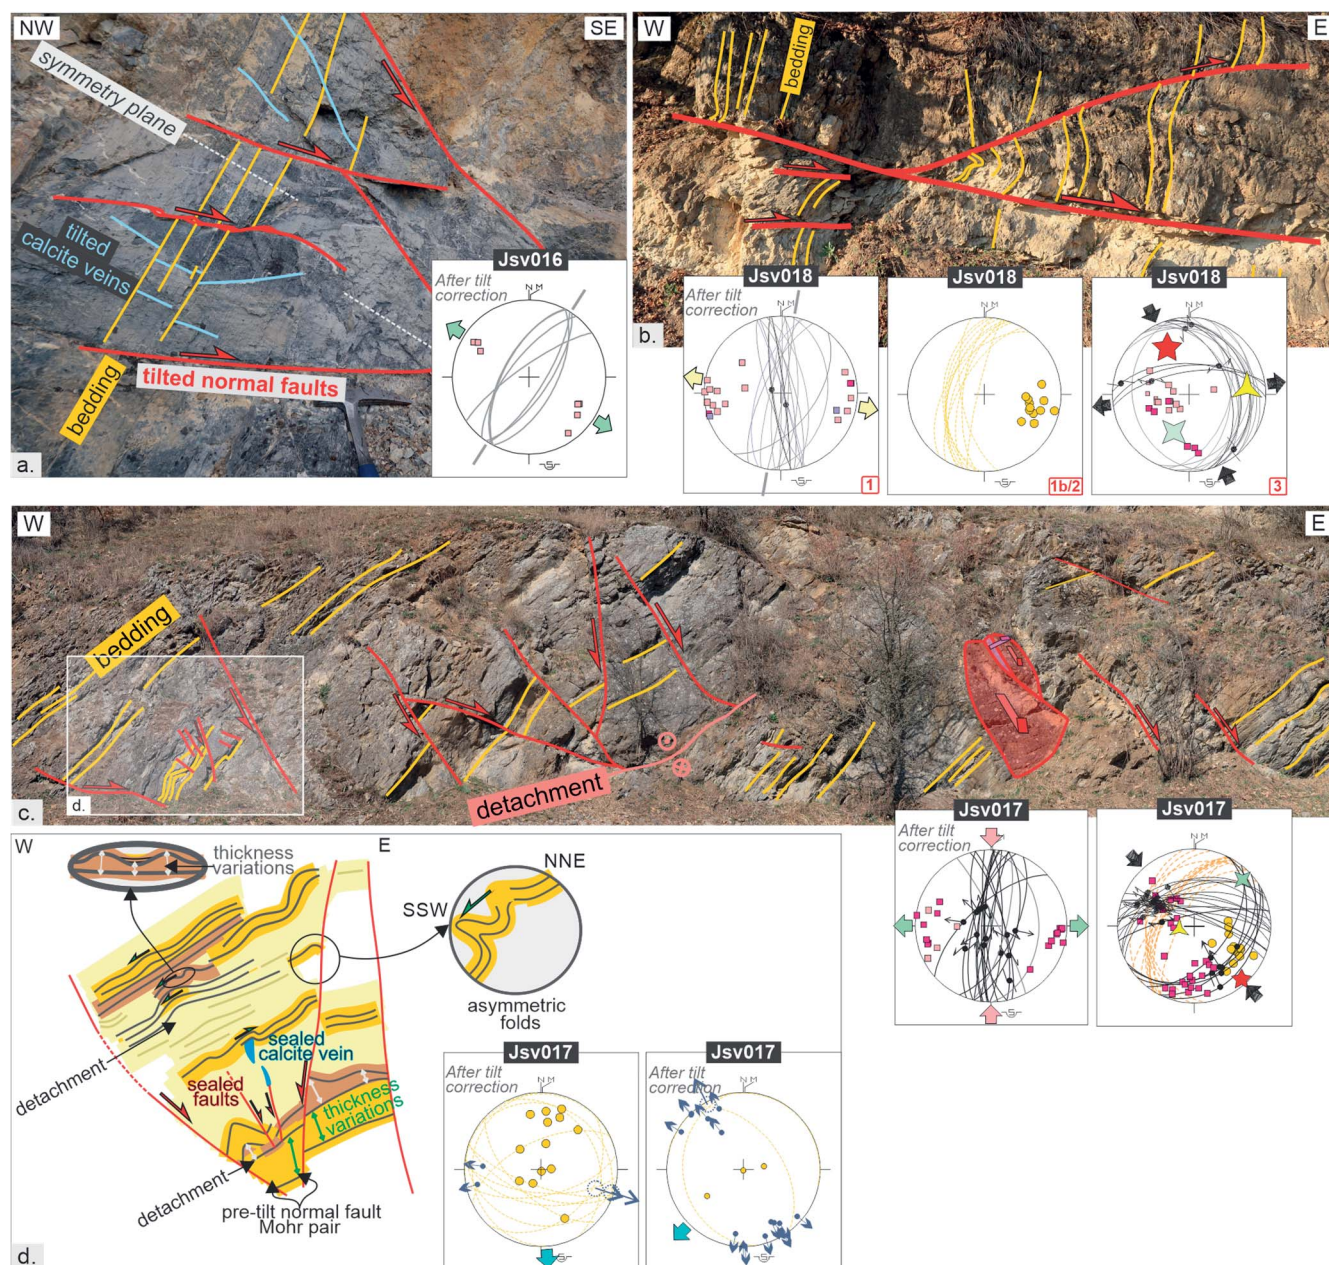 NW
SE
symmetry plane
bedding
tilted
calcite veins
tilted normal faults
bedding
Jsv016
After tilt
correction
N M
S
a.
W
E
bedding
b.
Jsv018
After tilt
correction
N M
S
1
Jsv018
N M
S
1b/2
Jsv018
N M
S
3
W
E
bedding
d.
detachment
c.
Jsv017
After tilt
correction
M
S
Jsv017
N M
S
W
E
thickness
variations
SSW
NNE
asymmetric
folds
detachment
sealed
calcite vein
sealed
faults
thickness
variations
detachment
pre-tilt normal fault
Mohr pair
d.
Jsv017
After tilt
correction
N M
S
Jsv017
After tilt
correction
N M
S